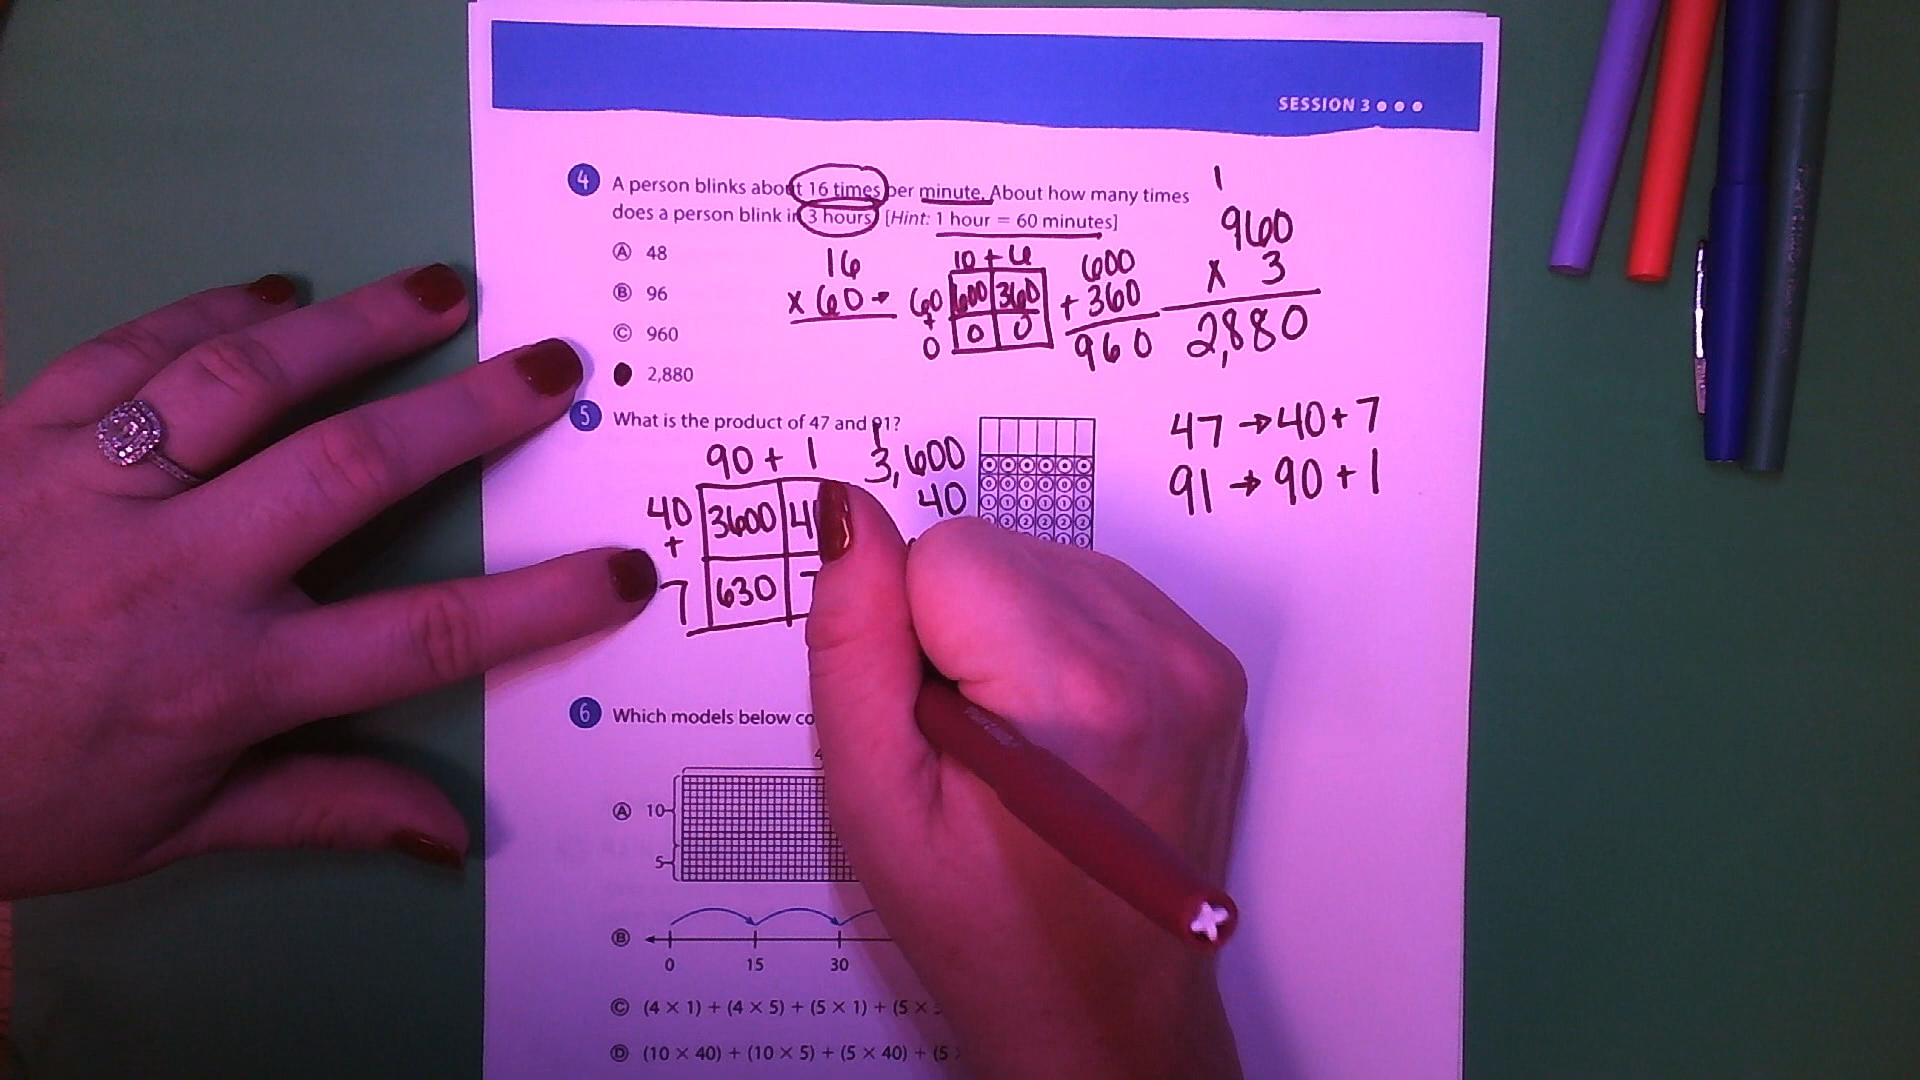 SESSION 3
4 A person blinks about 16 times per minute. About how many times
does a person blink in 3 hours? [Hint: 1 hour = 60 minutes]
A 48
B 96
C 960
2,880
16
× 60 →
10 + 6
60 600 360
+
0 0 0
600
+ 360
960
1
960
× 3
2,880
5 What is the product of 47 and 91?
90 + 1
40 3600
+
7 630
1
3,600
40
47 → 40 + 7
91 → 90 + 1
6 Which models below
A 10
5
B
0 15 30
C (4 × 1) + (4 × 5) + (5 × 1) + (5 ×
D (10 × 40) + (10 × 5) + (5 × 40) + (5